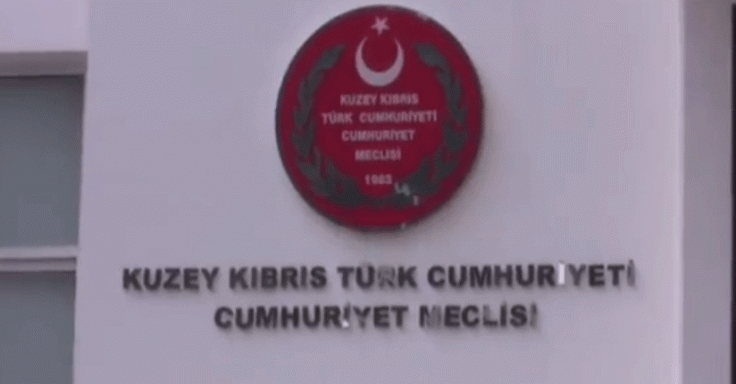 KUZEY KIBRIS
TÜRK CUMHURİYETİ
CUMHURİYET
MECLİSİ
1983
KUZEY KIBRIS TÜRK CUMHURİYETİ
CUMHURİYET MECLİSİ